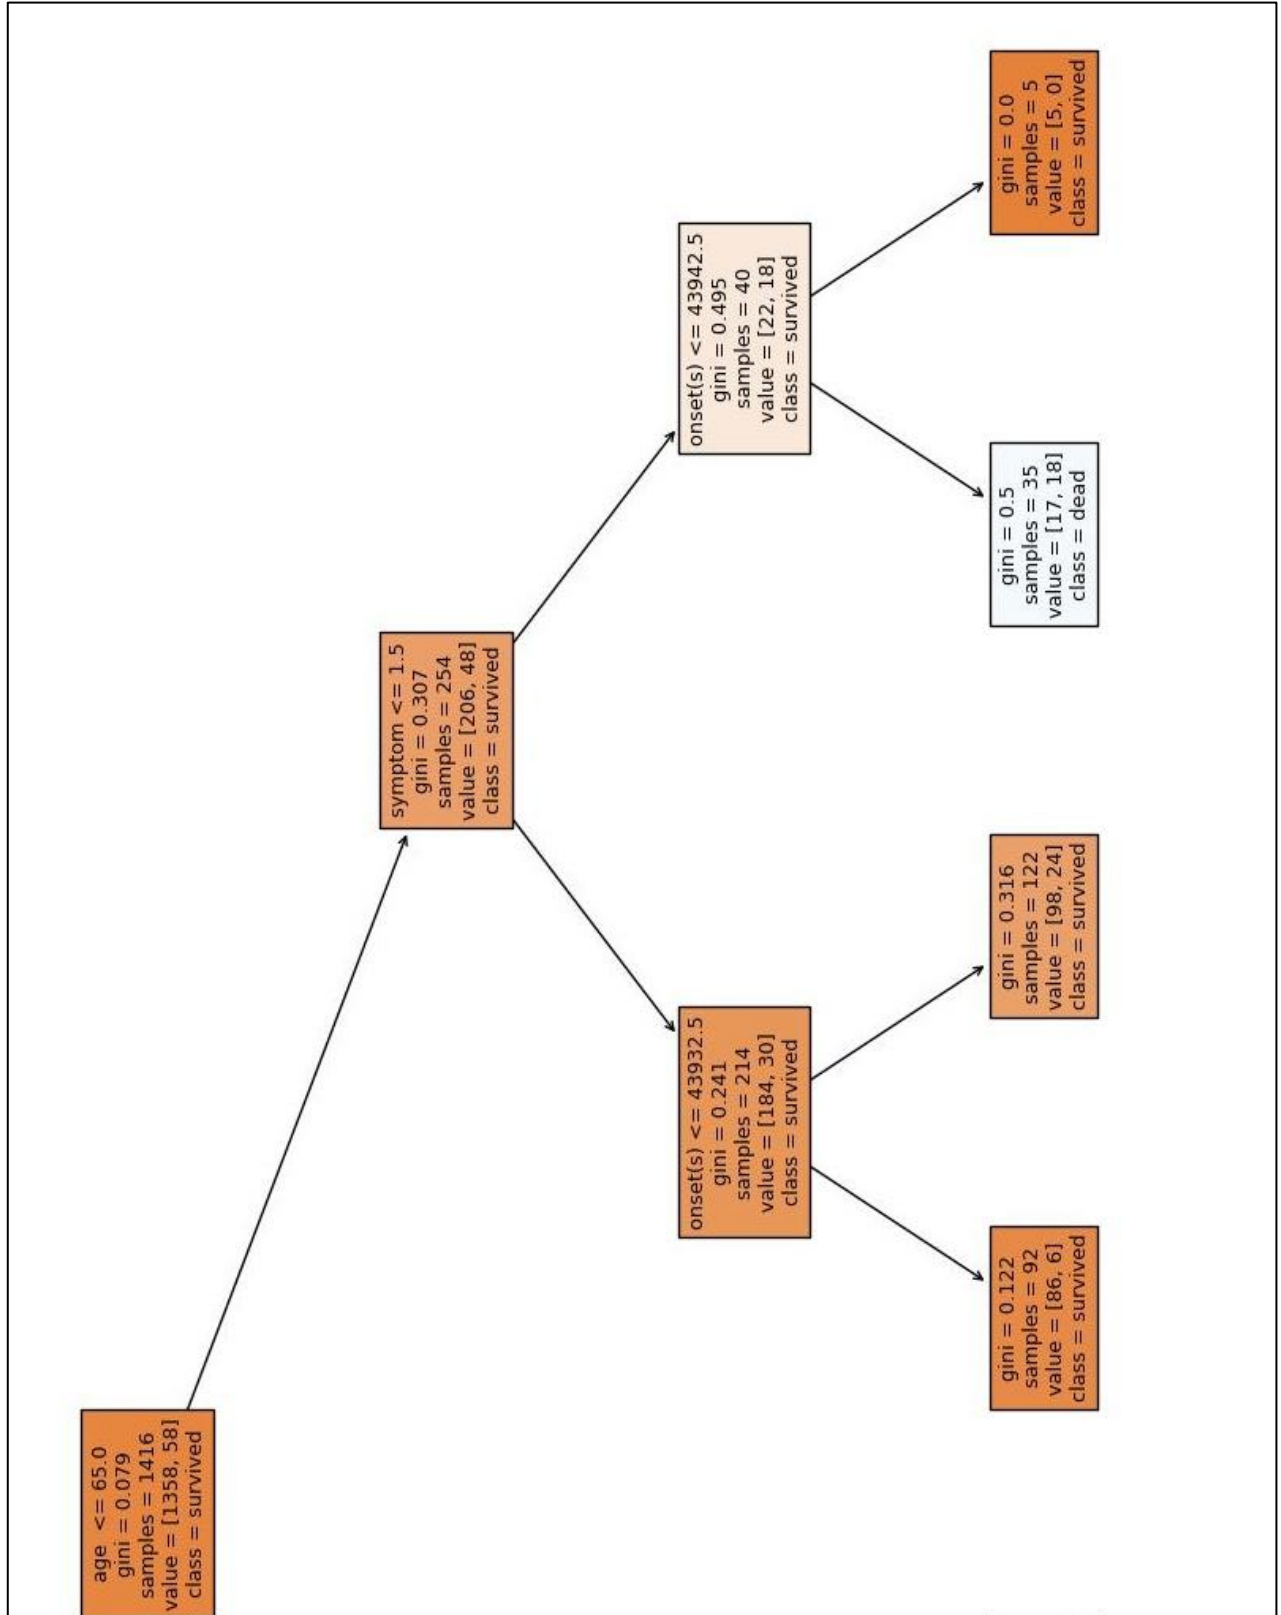 age <= 65.0
gini = 0.079
samples = 1416
value = [1358, 58]
class = survived
symptom <= 1.5
gini = 0.307
samples = 254
value = [206, 48]
class = survived
onset(s) <= 43932.5
gini = 0.241
samples = 214
value = [184, 30]
class = survived
onset(s) <= 43942.5
gini = 0.495
samples = 40
value = [22, 18]
class = survived
gini = 0.122
samples = 92
value = [86, 6]
class = survived
gini = 0.316
samples = 122
value = [98, 24]
class = survived
gini = 0.5
samples = 35
value = [17, 18]
class = dead
gini = 0.0
samples = 5
value = [5, 0]
class = survived